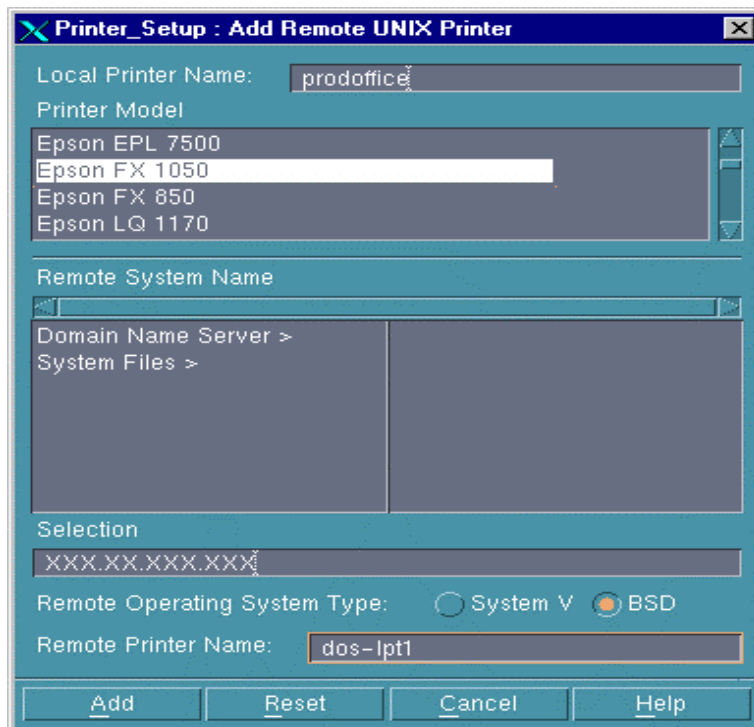 Printer_Setup : Add Remote UNIX Printer
Local Printer Name: prodoffice
Printer Model
Epson EPL 7500
Epson FX 1050
Epson FX 850
Epson LQ 1170
Remote System Name
Domain Name Server >
System Files >
Selection
XXX.XX.XXX.XXX
Remote Operating System Type: System V BSD
Remote Printer Name: dos-lpt1
Add Reset Cancel Help